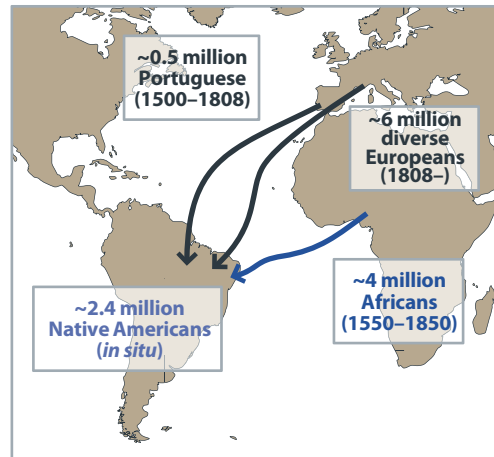 ~0.5 million
Portuguese
(1500–1808)
~6 million
diverse
Europeans
(1808–)
~2.4 million
Native Americans
(in situ)
~4 million
Africans
(1550–1850)